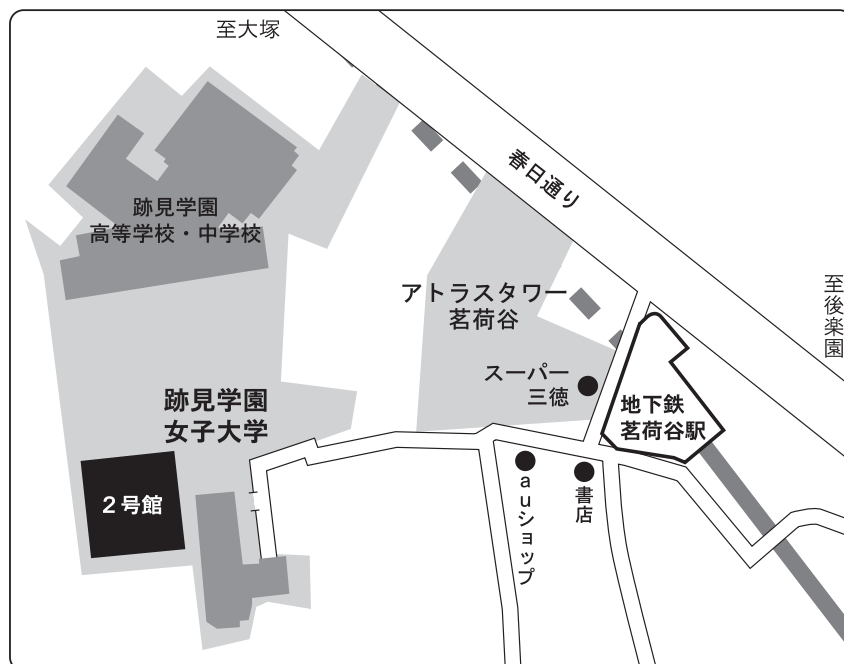 至大塚
春日通り
跡見学園
高等学校・中学校
至後楽園
アトラスタワー
茗荷谷
スーパー
三徳
跡見学園
女子大学
地下鉄
茗荷谷駅
2号館
auショップ
書店